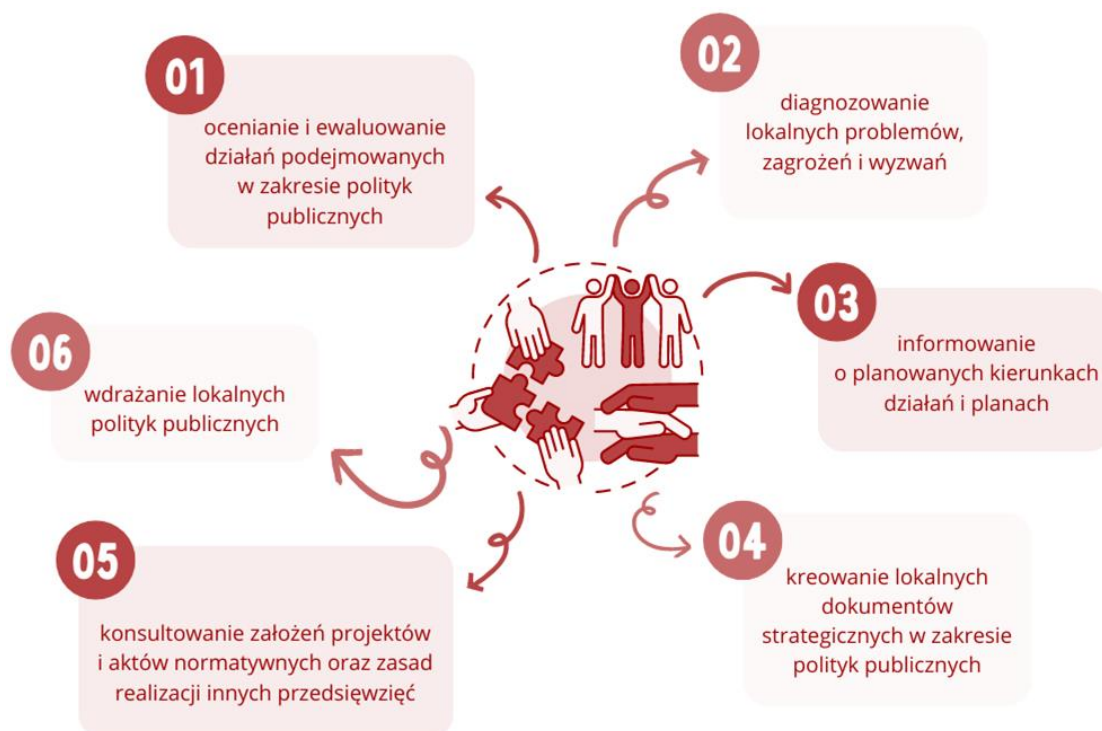 01
ocenianie i ewaluowanie
działań podejmowanych
w zakresie polityk
publicznych
02
diagnozowanie
lokalnych problemów,
zagrożeń i wyzwań
03
informowanie
o planowanych kierunkach
działań i planach
04
kreowanie lokalnych
dokumentów
strategicznych w zakresie
polityk publicznych
05
konsultowanie założeń projektów
i aktów normatywnych oraz zasad
realizacji innych przedsięwzięć
06
wdrażanie lokalnych
polityk publicznych